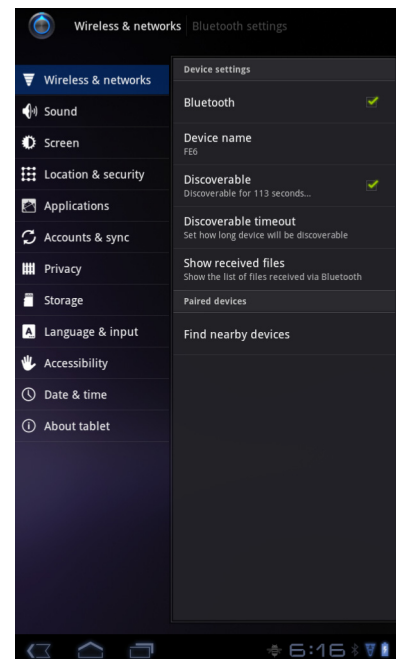 Wireless & networks Bluetooth settings
Wireless & networks
Sound
Screen
Location & security
Applications
Accounts & sync
Privacy
Storage
A Language & input
Accessibility
Date & time
About tablet
Device settings
Bluetooth
Device name
FE6
Discoverable
Discoverable for 113 seconds...
Discoverable timeout
Set how long device will be discoverable
Show received files
Show the list of files received via Bluetooth
Paired devices
Find nearby devices
6:16